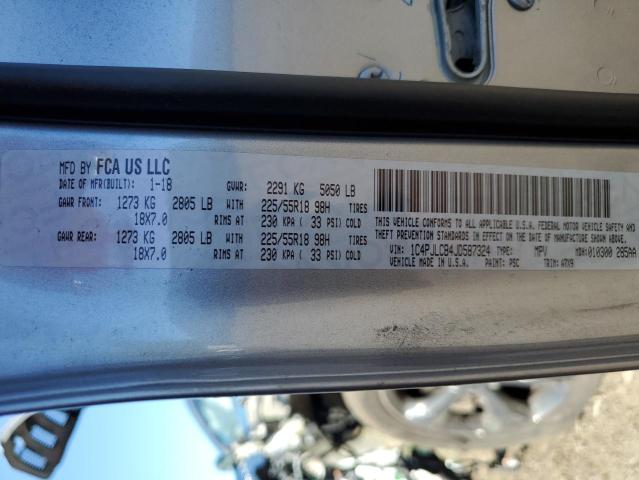 MFD BY FCA US LLC
DATE OF MFR(BUILT): 1-18 GVWR: 2291 KG 5050 LB
GAWR FRONT: 1273 KG 2805 LB WITH 225/55R18 98H TIRES
18X7.0 RIMS AT 230 KPA ( 33 PSI) COLD
GAWR REAR: 1273 KG 2805 LB WITH 225/55R18 98H TIRES
18X7.0 RIMS AT 230 KPA ( 33 PSI) COLD
THIS VEHICLE CONFORMS TO ALL APPLICABLE U.S.A. FEDERAL MOTOR VEHICLE SAFETY AND
THEFT PREVENTION STANDARDS IN EFFECT ON THE DATE OF MANUFACTURE SHOWN ABOVE.
1C4PJLCB4JD587324 TYPE: MPV MDH: 010300 285AA
VEHICLE MADE IN U.S.A. PAINT: PSC TRIM: A7X9